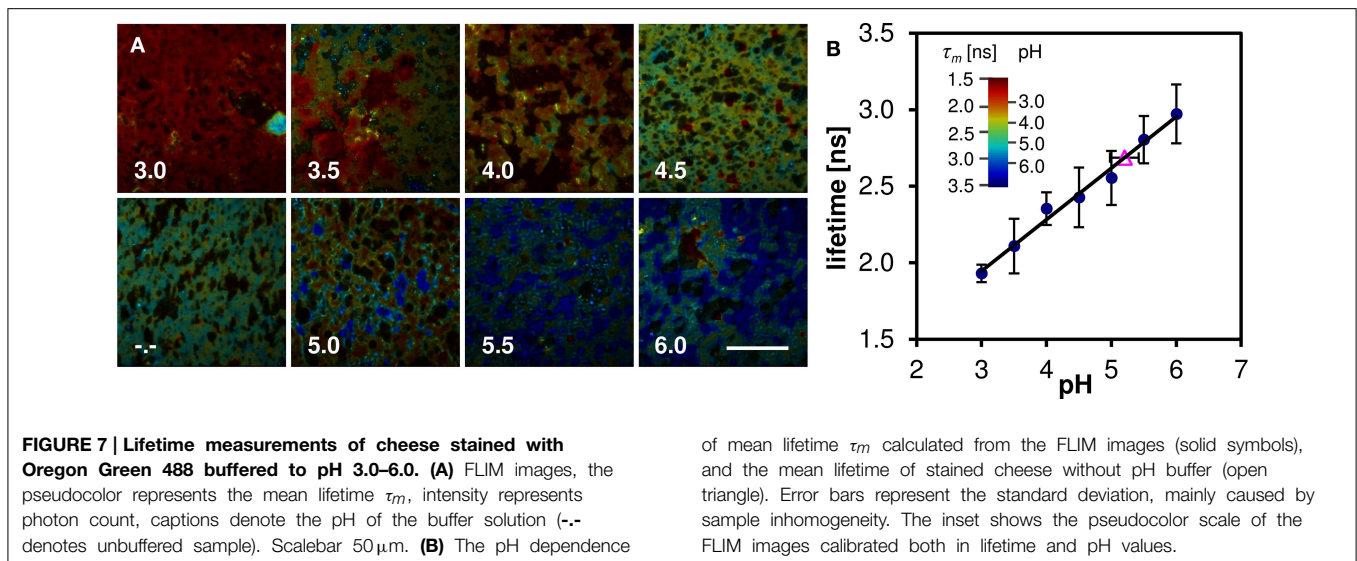 A
3.0
3.5
4.0
4.5
-.-
5.0
5.5
6.0
B
3.5
3.0
2.5
2.0
1.5
lifetime [ns]
τm [ns] pH
1.5
2.0
2.5
3.0
3.5
3.0
4.0
5.0
6.0
2 3 4 5 6 7
pH
FIGURE 7 | Lifetime measurements of cheese stained with
Oregon Green 488 buffered to pH 3.0–6.0. (A) FLIM images, the
pseudocolor represents the mean lifetime τm, intensity represents
photon count, captions denote the pH of the buffer solution (-.-
denotes unbuffered sample). Scalebar 50 μm. (B) The pH dependence
of mean lifetime τm calculated from the FLIM images (solid symbols),
and the mean lifetime of stained cheese without pH buffer (open
triangle). Error bars represent the standard deviation, mainly caused by
sample inhomogeneity. The inset shows the pseudocolor scale of the
FLIM images calibrated both in lifetime and pH values.